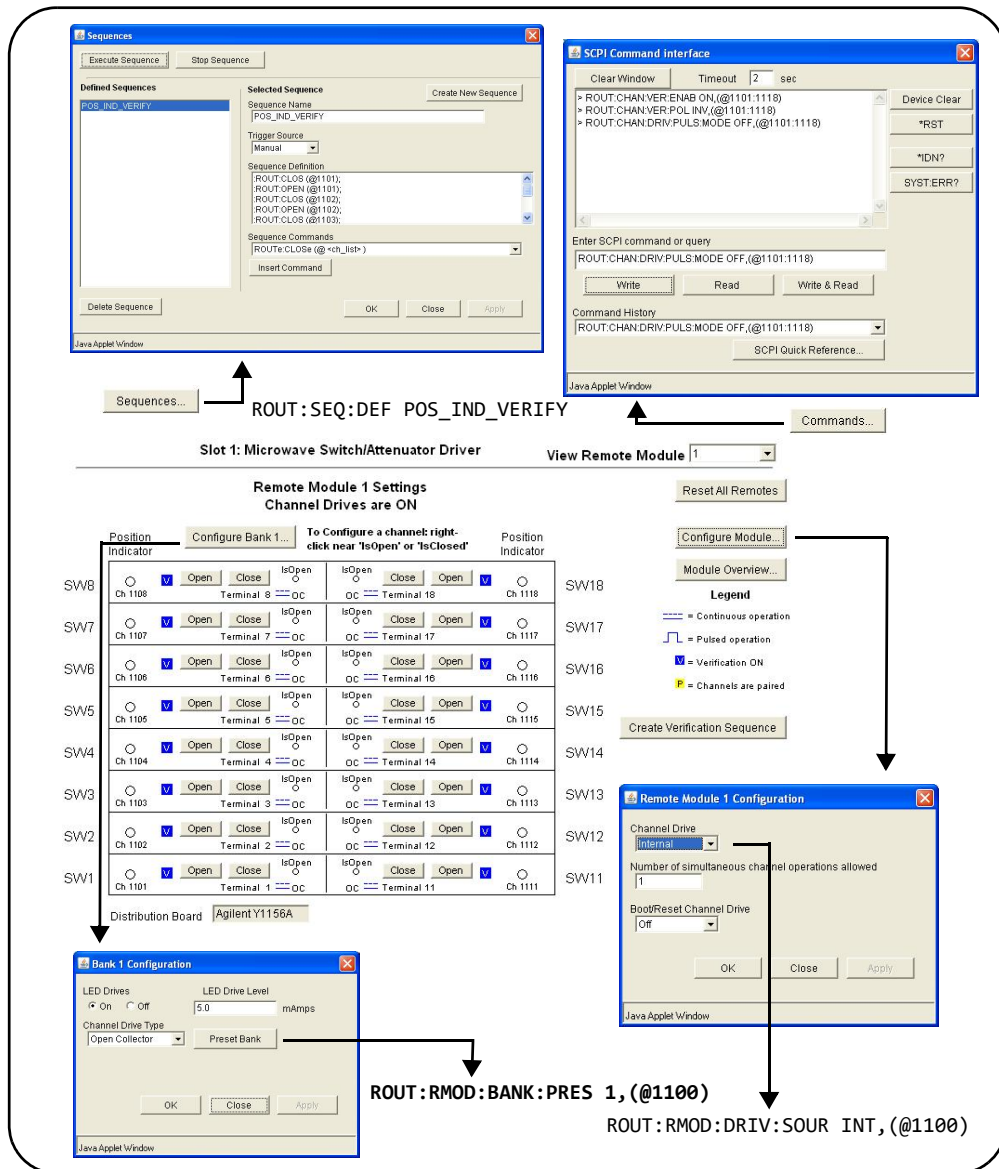 Sequences
Execute Sequence
Stop Sequence
Defined Sequences
POS_IND_VERIFY
Selected Sequence
Create New Sequence
Sequence Name
POS_IND_VERIFY
Trigger Source
Manual
Sequence Definition
:ROUT:CLOS (@1101);
:ROUT:OPEN (@1101);
:ROUT:CLOS (@1102);
:ROUT:OPEN (@1102);
:ROUT:CLOS (@1103);
Sequence Commands
ROUTe:CLOSe (@ <ch_list> )
Insert Command
Delete Sequence
OK
Close
Apply
Java Applet Window
SCPI Command interface
Clear Window
Timeout 2 sec
> ROUT:CHAN:VER:ENAB ON,(@1101:1118)
> ROUT:CHAN:VER:POL INV,(@1101:1118)
> ROUT:CHAN:DRIV:PULS:MODE OFF,(@1101:1118)
Device Clear
*RST
*IDN?
SYST:ERR?
Enter SCPI command or query
ROUT:CHAN:DRIV:PULS:MODE OFF,(@1101:1118)
Write
Read
Write & Read
Command History
ROUT:CHAN:DRIV:PULS:MODE OFF,(@1101:1118)
SCPI Quick Reference...
Java Applet Window
Sequences...
ROUT:SEQ:DEF POS_IND_VERIFY
Commands...
Slot 1: Microwave Switch/Attenuator Driver
View Remote Module 1
Remote Module 1 Settings
Channel Drives are ON
Reset All Remotes
Position Indicator
Configure Bank 1...
To Configure a channel: right-
click near 'IsOpen' or 'IsClosed'
Position Indicator
Configure Module...
Module Overview...
Legend
= Continuous operation
= Pulsed operation
V = Verification ON
P = Channels are paired
Create Verification Sequence
SW8 Ch 1108 V Open Close IsOpen Terminal 8 OC IsOpen OC Terminal 18 Close Open V Ch 1118 SW18
SW7 Ch 1107 V Open Close IsOpen Terminal 7 OC IsOpen OC Terminal 17 Close Open V Ch 1117 SW17
SW6 Ch 1106 V Open Close IsOpen Terminal 6 OC IsOpen OC Terminal 16 Close Open V Ch 1116 SW16
SW5 Ch 1105 V Open Close IsOpen Terminal 5 OC IsOpen OC Terminal 15 Close Open V Ch 1115 SW15
SW4 Ch 1104 V Open Close IsOpen Terminal 4 OC IsOpen OC Terminal 14 Close Open V Ch 1114 SW14
SW3 Ch 1103 V Open Close IsOpen Terminal 3 OC IsOpen OC Terminal 13 Close Open V Ch 1113 SW13
SW2 Ch 1102 V Open Close IsOpen Terminal 2 OC IsOpen OC Terminal 12 Close Open V Ch 1112 SW12
SW1 Ch 1101 V Open Close IsOpen Terminal 1 OC IsOpen OC Terminal 11 Close Open V Ch 1111 SW11
Distribution Board Agilent Y1156A
Remote Module 1 Configuration
Channel Drive
Internal
Number of simultaneous channel operations allowed
1
Boot/Reset Channel Drive
Off
OK
Close
Apply
Java Applet Window
Bank 1 Configuration
LED Drives
On Off
LED Drive Level
5.0 mAmps
Channel Drive Type
Open Collector
Preset Bank
OK
Close
Apply
Java Applet Window
ROUT:RMOD:BANK:PRES 1,(@1100)
ROUT:RMOD:DRIV:SOUR INT,(@1100)